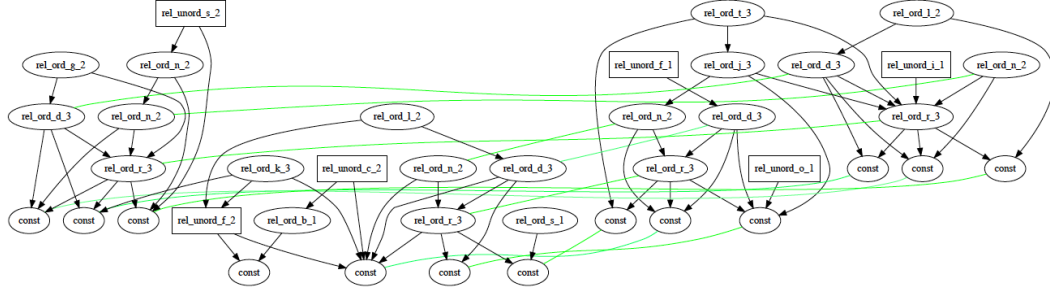 rel_unord_s_2
rel_ord_t_3
rel_ord_l_2
rel_ord_g_2
rel_ord_n_2
rel_unord_f_1
rel_ord_j_3
rel_ord_d_3
rel_unord_i_1
rel_ord_n_2
rel_ord_d_3
rel_ord_n_2
rel_ord_l_2
rel_ord_n_2
rel_ord_d_3
rel_ord_r_3
rel_ord_r_3
rel_ord_k_3
rel_unord_c_2
rel_ord_n_2
rel_ord_d_3
rel_ord_r_3
rel_unord_o_1
const
const
const
const
const
const
rel_unord_f_2
rel_ord_b_1
rel_ord_r_3
rel_ord_s_1
const
const
const
const
const
const
const
const